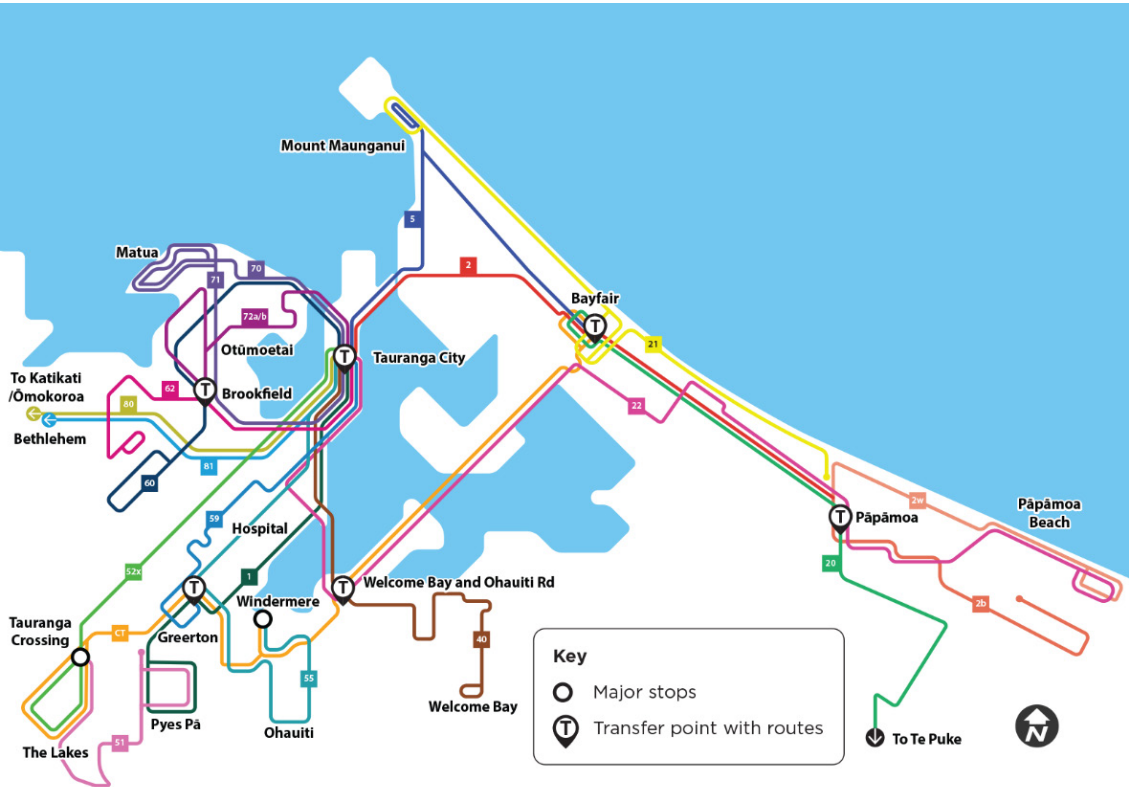 Mount Maunganui
5
Matua
70
2
71
Bayfair
72a/b
Otūmoetai
21
Tauranga City
To Katikati
/Ōmokoroa
62
Brookfield
80
22
Bethlehem
81
60
2w
Pāpāmoa
Beach
59
Pāpāmoa
Hospital
20
52x
1
Welcome Bay and Ohauiti Rd
Windermere
2b
Tauranga
Crossing
CT
Greerton
40
Key
55
Major stops
Welcome Bay
Pyes Pā
Ohauiti
Transfer point with routes
51
The Lakes
To Te Puke
N
T
T
T
T
T
T
T